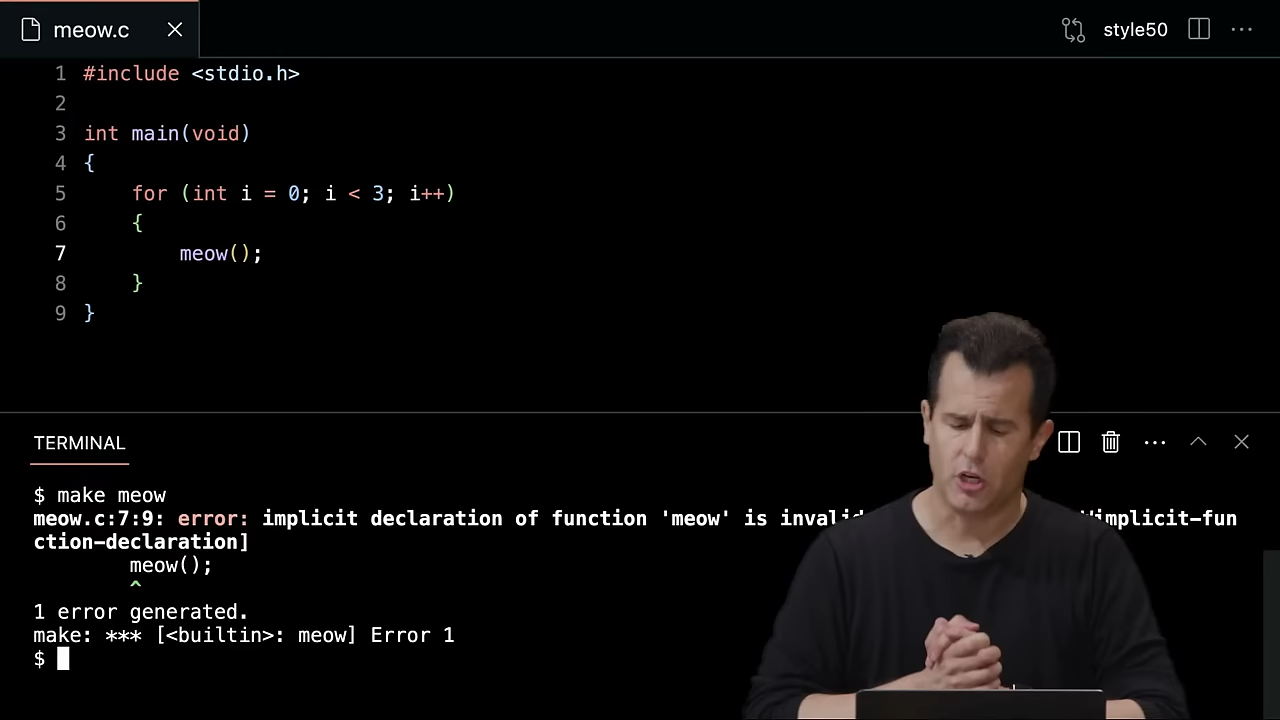 meow.c
style50
1 #include <stdio.h>
2
3 int main(void)
4 {
5     for (int i = 0; i < 3; i++)
6     {
7         meow();
8     }
9 }
TERMINAL
$ make meow
meow.c:7:9: error: implicit declaration of function 'meow' is implicit-fun
ction-declaration]
        meow();
        ^
1 error generated.
make: *** [<builtin>: meow] Error 1
$